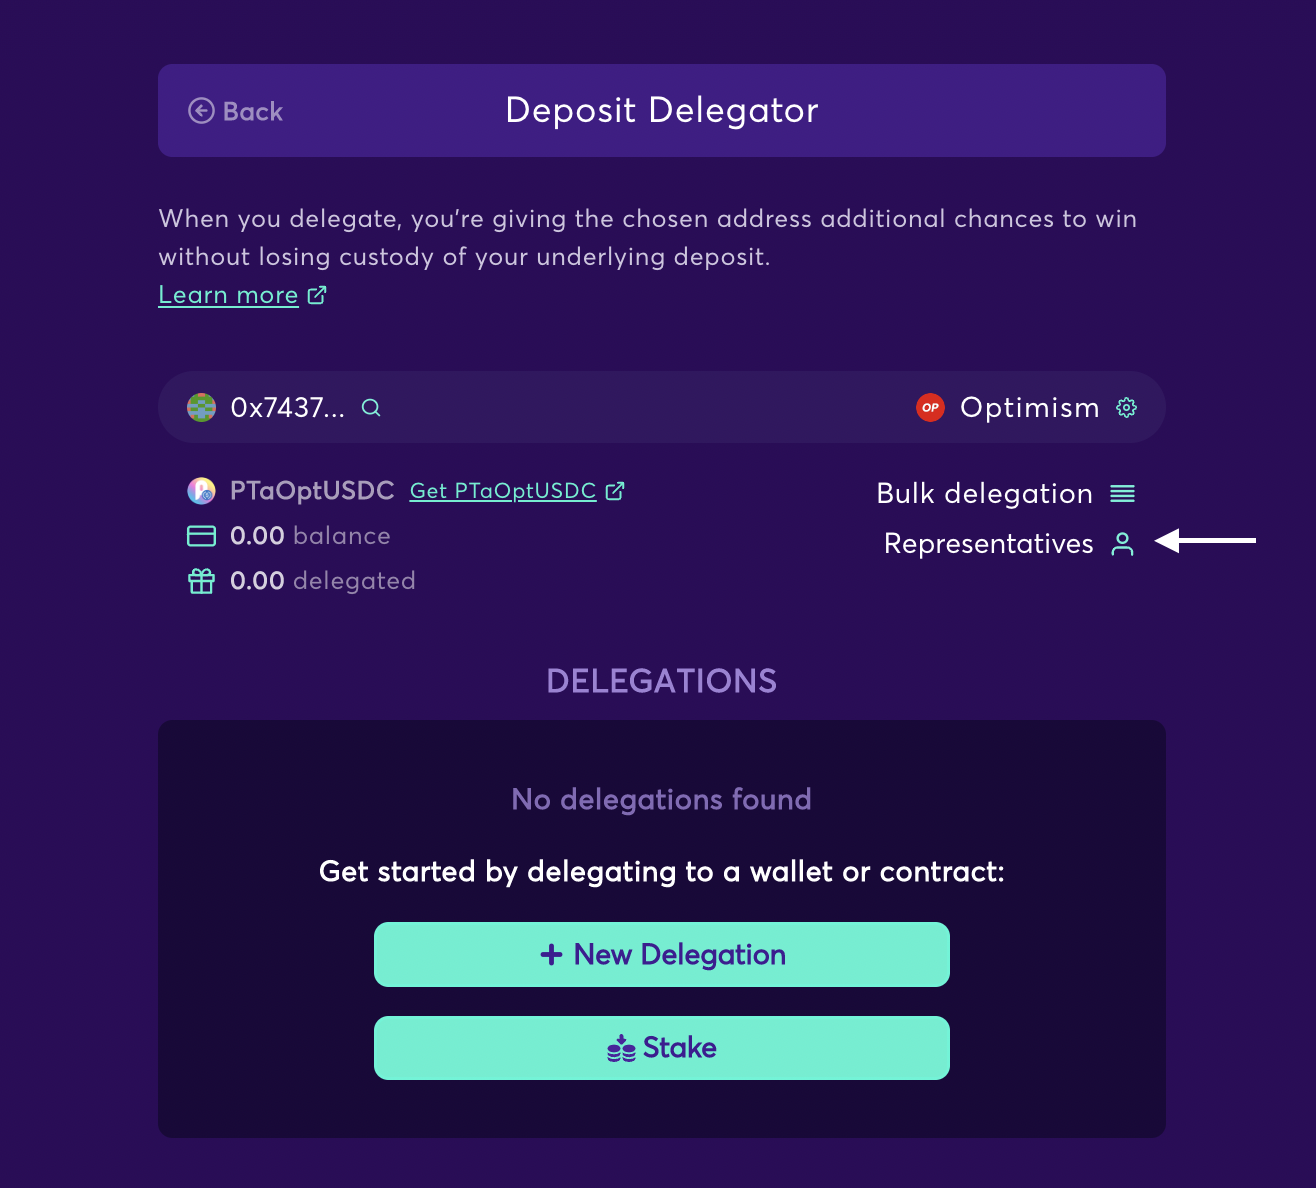 Back
Deposit Delegator
When you delegate, you're giving the chosen address additional chances to win
without losing custody of your underlying deposit.
Learn more
0x7437...
OP Optimism
PTaOptUSDC Get PTaOptUSDC
Bulk delegation
0.00 balance
Representatives
0.00 delegated
DELEGATIONS
No delegations found
Get started by delegating to a wallet or contract:
+ New Delegation
Stake